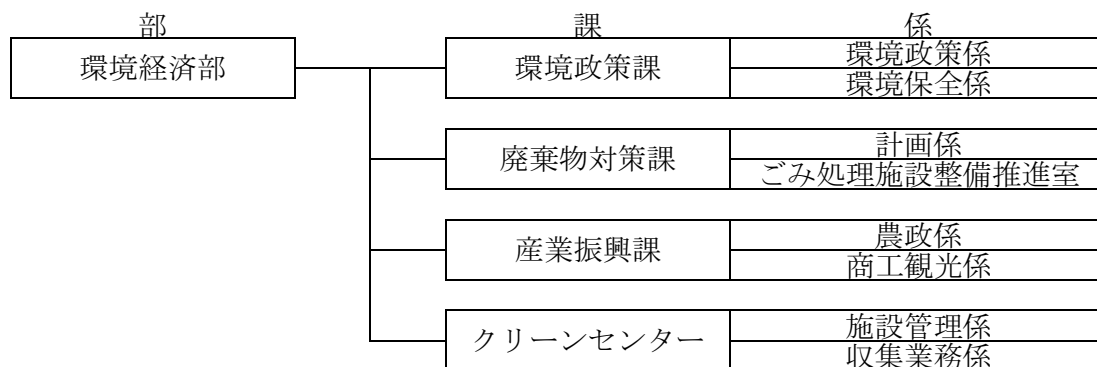 部 課 係
環境経済部 環境政策課 環境政策係
環境保全係
廃棄物対策課 計画係
ごみ処理施設整備推進室
産業振興課 農政係
商工観光係
クリーンセンター 施設管理係
収集業務係